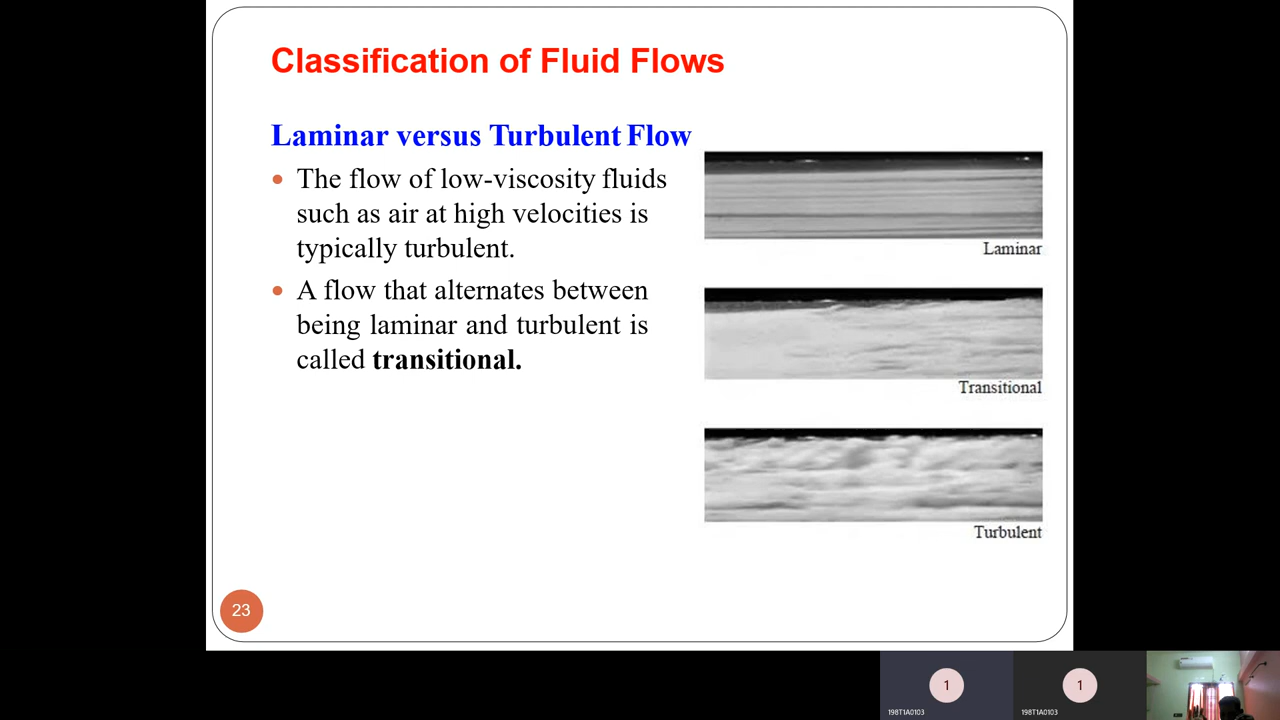 Classification of Fluid Flows
Laminar versus Turbulent Flow
• The flow of low-viscosity fluids
such as air at high velocities is
typically turbulent.
• A flow that alternates between
being laminar and turbulent is
called transitional.
Laminar
Transitional
Turbulent
23
1
198T1A0103
1
198T1A0103